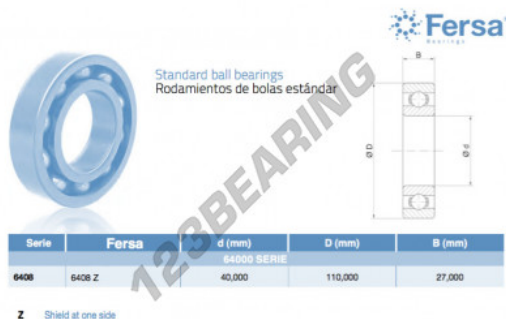 Fersa
Bearings
Standard ball bearings
Rodamientos de bolas estándar
B
Ø D
Ø d
123BEARING
Serie Fersa d (mm) D (mm) B (mm)
64000 SERIE
6408 6408 Z 40,000 110,000 27,000
Z Shield at one side